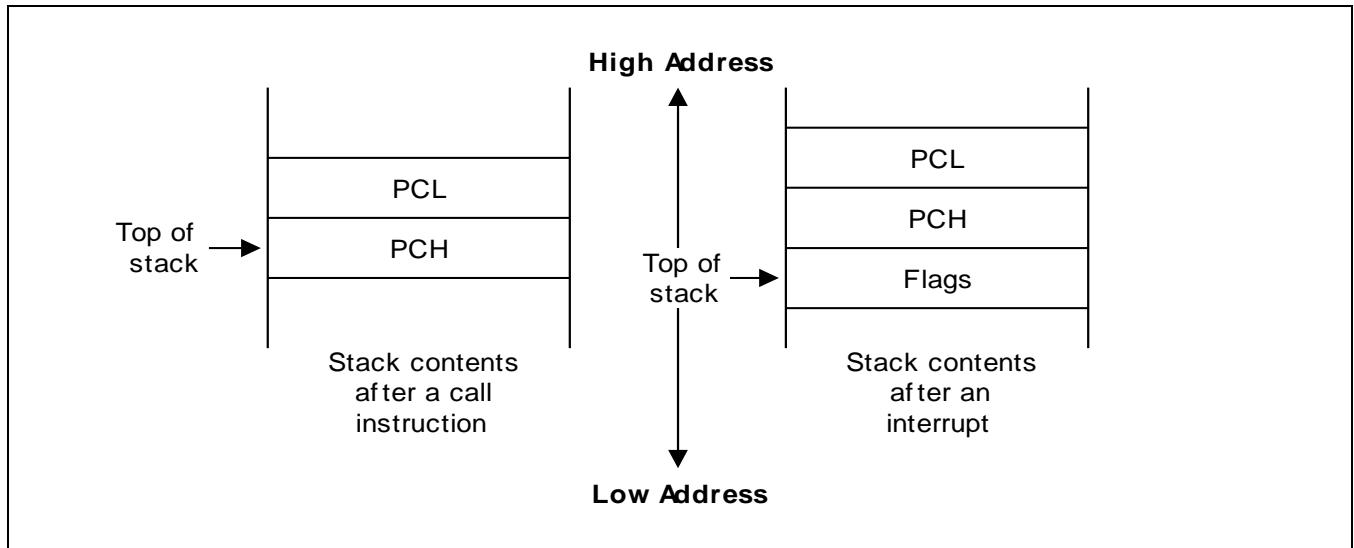 High Address
PCL
PCH
Top of
stack
Stack contents
after a call
instruction
PCL
PCH
Flags
Top of
stack
Stack contents
after an
interrupt
Low Address